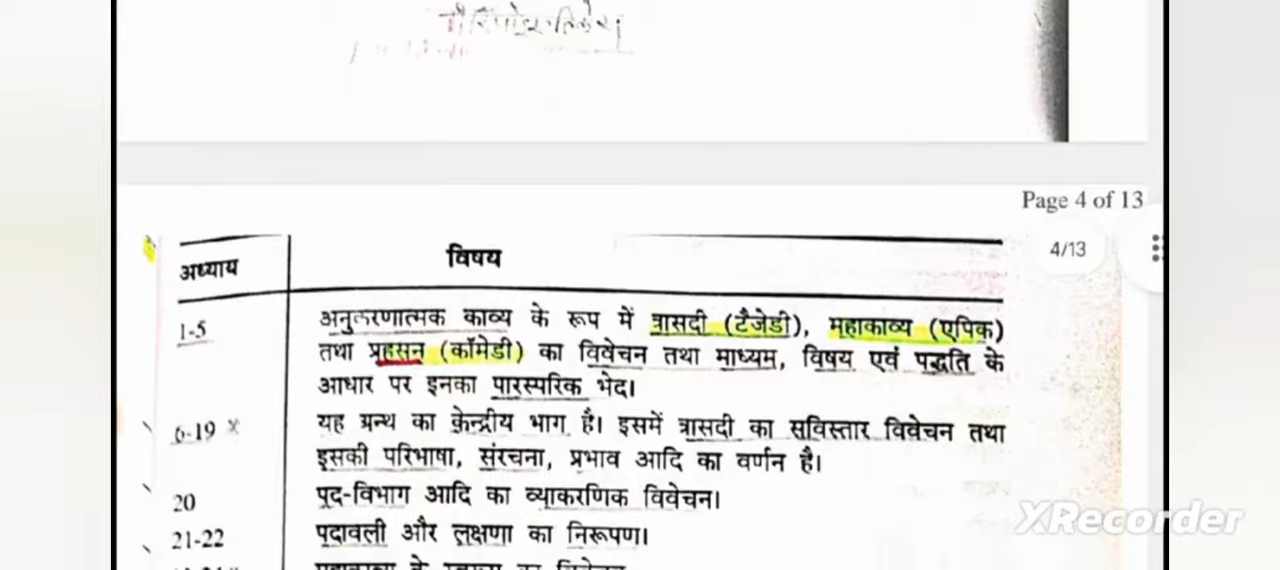 Page 4 of 13
4/13
अध्याय विषय
1-5 अनुकरणात्मक काव्य के रूप में त्रासदी (टैजेडी), महाकाव्य (एपिक)
तथा प्रहसन (कॉमेडी) का विवेचन तथा माध्यम, विषय एवं पद्धति के
आधार पर इनका पारस्परिक भेद।
6-19 × यह ग्रन्थ का केन्द्रीय भाग है। इसमें त्रासदी का सविस्तार विवेचन तथा
इसकी परिभाषा, संरचना, प्रभाव आदि का वर्णन है।
20 पद-विभाग आदि का व्याकरणिक विवेचन।
21-22 पदावली और लक्षणा का निरूपण।
XRecorder